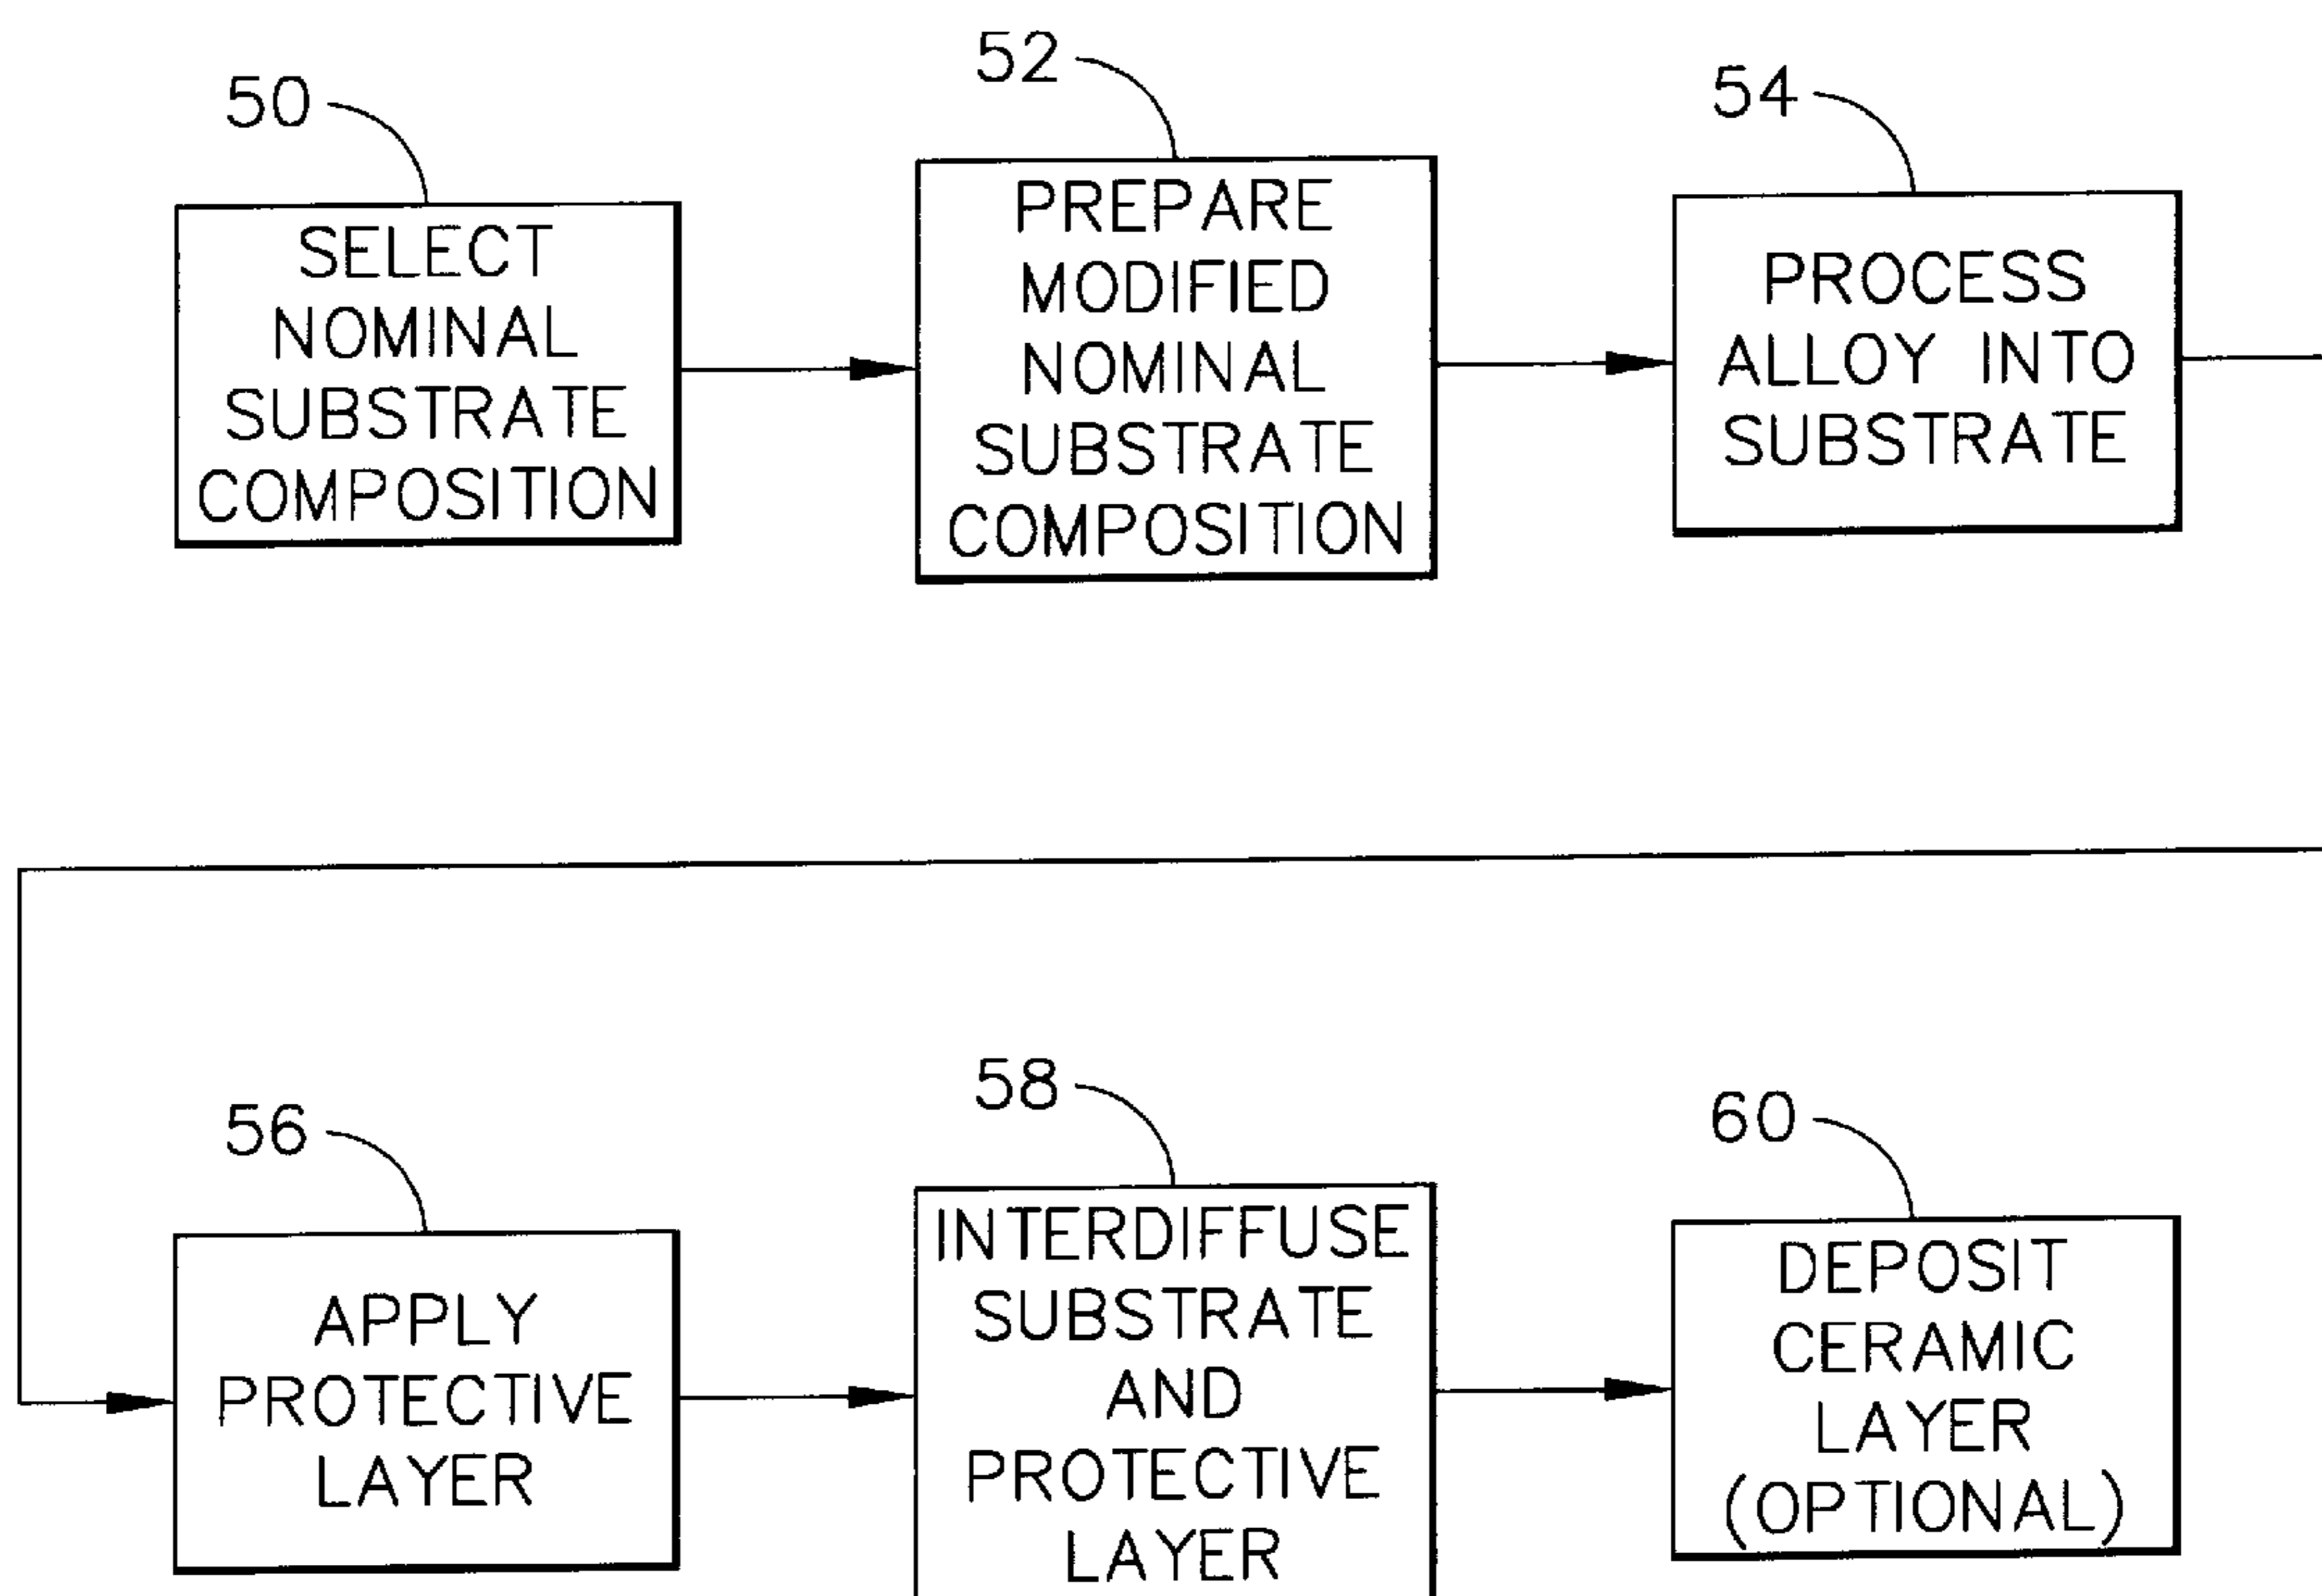 50
SELECT
NOMINAL
SUBSTRATE
COMPOSITION
52
PREPARE
MODIFIED
NOMINAL
SUBSTRATE
COMPOSITION
54
PROCESS
ALLOY INTO
SUBSTRATE
56
APPLY
PROTECTIVE
LAYER
58
INTERDIFFUSE
SUBSTRATE
AND
PROTECTIVE
LAYER
60
DEPOSIT
CERAMIC
LAYER
(OPTIONAL)